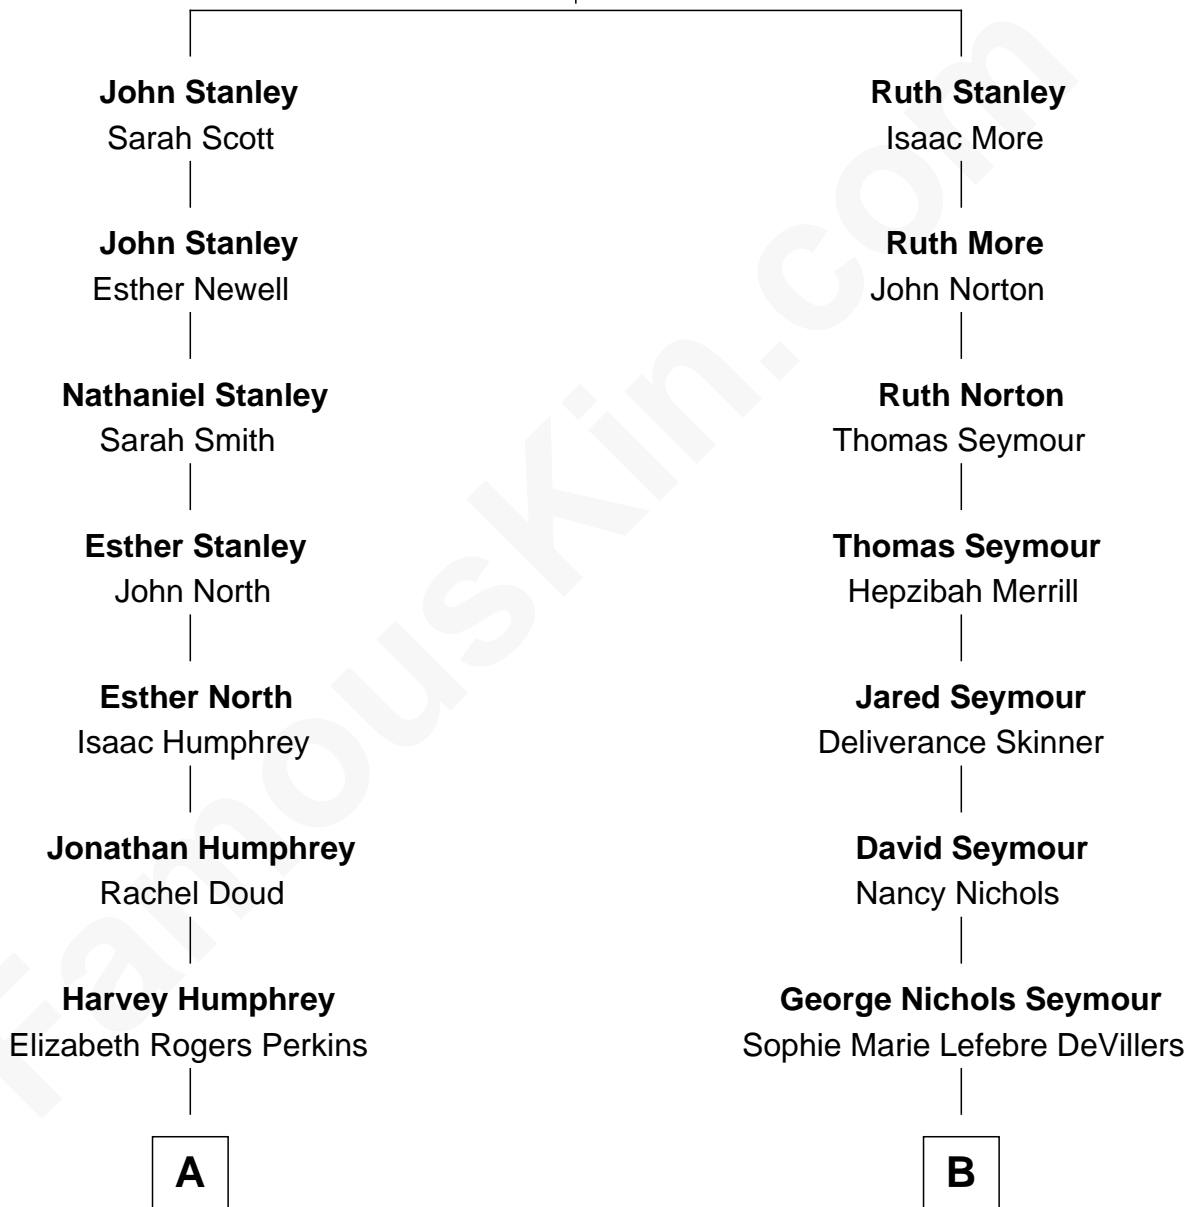 John Stanley
Sarah Scott
John Stanley
Esther Newell
Nathaniel Stanley
Sarah Smith
Esther Stanley
John North
Esther North
Isaac Humphrey
Jonathan Humphrey
Rachel Doud
Harvey Humphrey
Elizabeth Rogers Perkins
A
Ruth Stanley
Isaac More
Ruth More
John Norton
Ruth Norton
Thomas Seymour
Thomas Seymour
Hepzibah Merrill
Jared Seymour
Deliverance Skinner
David Seymour
Nancy Nichols
George Nichols Seymour
Sophie Marie Lefebre DeVillers
B
FamousKin.com